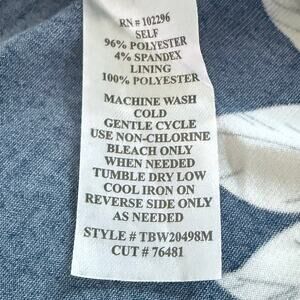 RN # 102296
SELF
96% POLYESTER
4% SPANDEX
LINING
100% POLYESTER
MACHINE WASH
COLD
GENTLE CYCLE
USE NON-CHLORINE
BLEACH ONLY
WHEN NEEDED
TUMBLE DRY LOW
COOL IRON ON
REVERSE SIDE ONLY
AS NEEDED
STYLE # TBW20498M
CUT # 76481